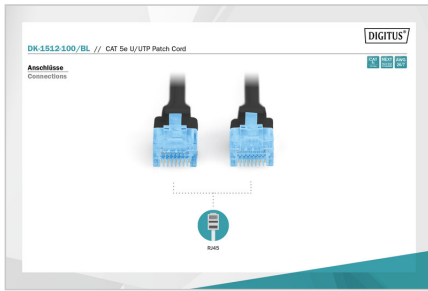 DIGITUS®
DK-1512-100/BL // CAT 5e U/UTP Patch Cord
Anschlüsse
Connections
RJ45